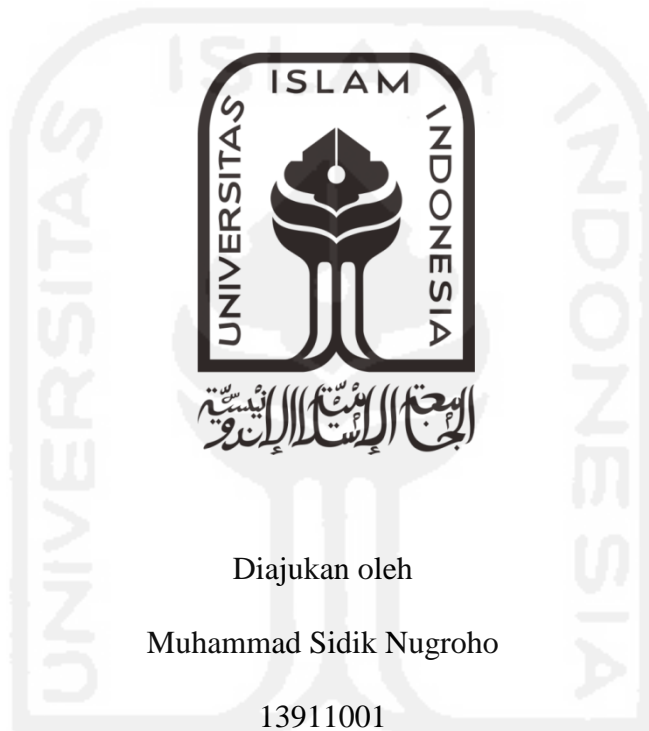 ISLAM
UNIVERSITAS
INDONESIA
الجامعة الإسلامية الإندونيسية
Diajukan oleh
Muhammad Sidik Nugroho
13911001